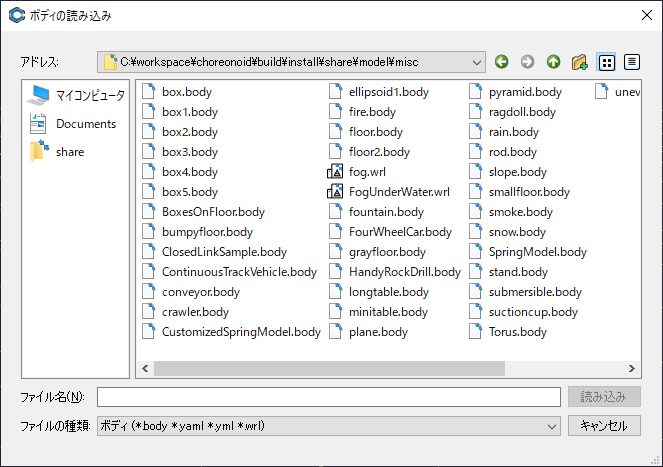 ボディの読み込み
アドレス:
C:¥workspace¥choreonoid¥build¥install¥share¥model¥misc
マイコンピュータ
Documents
share
box.body
box1.body
box2.body
box3.body
box4.body
box5.body
BoxesOnFloor.body
bumpyfloor.body
ClosedLinkSample.body
ContinuousTrackVehicle.body
conveyor.body
crawler.body
CustomizedSpringModel.body
ellipsoid1.body
fire.body
floor.body
floor2.body
fog.wrl
FogUnderWater.wrl
fountain.body
FourWheelCar.body
grayfloor.body
HandyRockDrill.body
longtable.body
minitable.body
plane.body
pyramid.body
ragdoll.body
rain.body
rod.body
slope.body
smallfloor.body
smoke.body
snow.body
SpringModel.body
stand.body
submersible.body
suctioncup.body
Torus.body
unev
ファイル名(N):
読み込み
ファイルの種類:
ボディ (*body *yaml *yml *wrl)
キャンセル